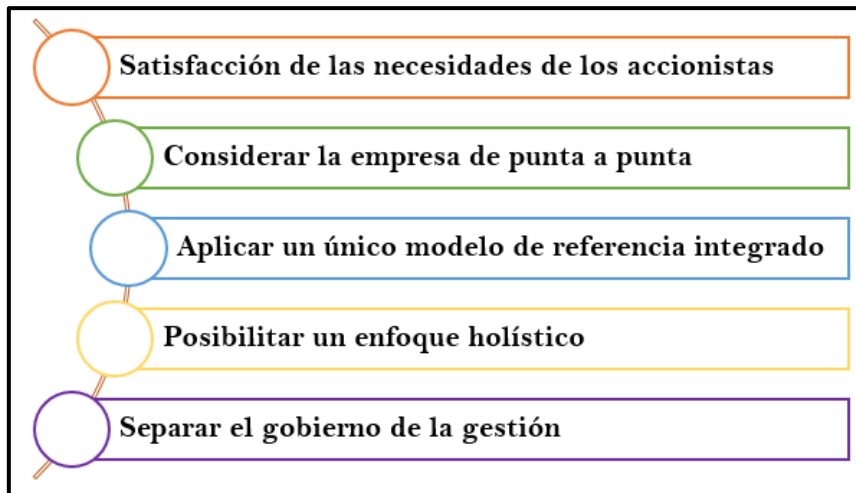 Satisfacción de las necesidades de los accionistas
Considerar la empresa de punta a punta
Aplicar un único modelo de referencia integrado
Posibilitar un enfoque holístico
Separar el gobierno de la gestión